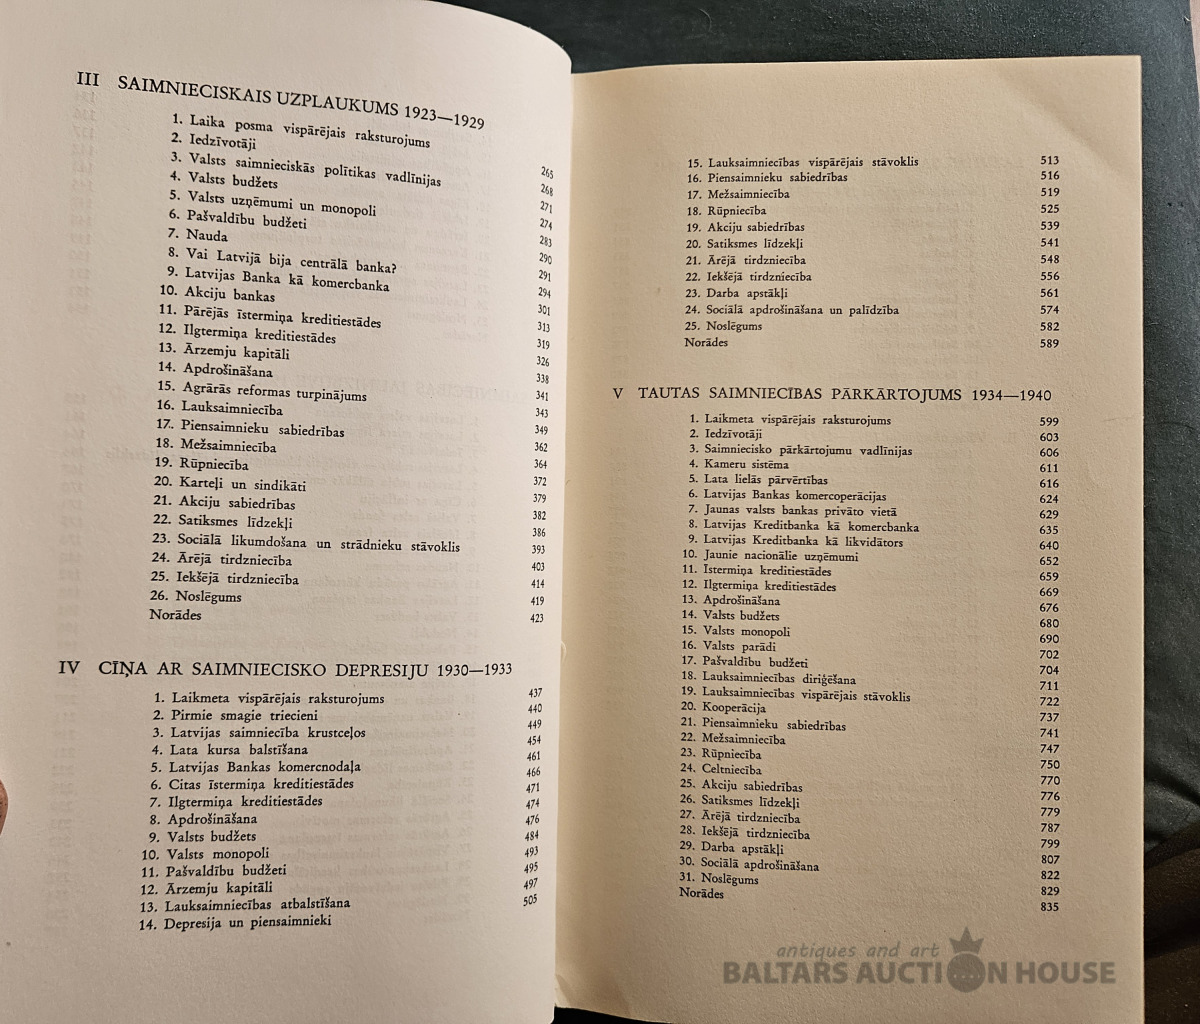 III SAIMNIECISKAIS UZPLAUKUMS 1923—1929
1. Laika posma vispārējais raksturojums 265
2. Iedzīvotāji 268
3. Valsts saimnieciskās polītikas vadlīnijas 271
4. Valsts budžets 274
5. Valsts uzņēmumi un monopoli 283
6. Pašvaldību budžeti 290
7. Nauda 291
8. Vai Latvijā bija centrālā banka? 294
9. Latvijas Banka kā komercbanka 301
10. Akciju bankas 313
11. Pārējās īstermiņa kreditiestādes 319
12. Ilgtermiņa kreditiestādes 326
13. Ārzemju kapitāli 338
14. Apdrošināšana 341
15. Agrārās reformas turpinājums 343
16. Lauksaimniecība 349
17. Piensaimnieku sabiedrības 362
18. Mežsaimniecība 364
19. Rūpniecība 372
20. Karteļi un sindikāti 379
21. Akciju sabiedrības 382
22. Satiksmes līdzekļi 386
23. Sociālā likumdošana un strādnieku stāvoklis 393
24. Ārējā tirdzniecība 403
25. Iekšējā tirdzniecība 414
26. Noslēgums 419
Norādes 423
IV CĪŅA AR SAIMNIECISKO DEPRESIJU 1930—1933
1. Laikmeta vispārējais raksturojums 437
2. Pirmie smagie triecieni 440
3. Latvijas saimniecība krustceļos 449
4. Lata kursa balstīšana 454
5. Latvijas Bankas komercnodaļa 461
6. Citas īstermiņa kreditiestādes 466
7. Ilgtermiņa kreditiestādes 471
8. Apdrošināšana 474
9. Valsts budžets 476
10. Valsts monopoli 484
11. Pašvaldību budžeti 493
12. Ārzemju kapitāli 495
13. Lauksaimniecības atbalstīšana 497
14. Depresija un piensaimnieki 505
15. Lauksaimniecības vispārējais stāvoklis 513
16. Piensaimnieku sabiedrības 516
17. Mežsaimniecība 519
18. Rūpniecība 525
19. Akciju sabiedrības 539
20. Satiksmes līdzekļi 541
21. Ārējā tirdzniecība 548
22. Iekšējā tirdzniecība 556
23. Darba apstākļi 561
24. Sociālā apdrošināšana un palīdzība 574
25. Noslēgums 582
Norādes 589
V TAUTAS SAIMNIECĪBAS PĀRKĀRTOJUMS 1934—1940
1. Laikmeta vispārējais raksturojums 599
2. Iedzīvotāji 603
3. Saimniecisko pārkārtojumu vadlīnijas 606
4. Kameru sistēma 611
5. Lata lielās pārvērtības 616
6. Latvijas Bankas komercoperācijas 624
7. Jaunas valsts bankas privāto vietā 629
8. Latvijas Kreditbanka kā komercbanka 635
9. Latvijas Kreditbanka kā likvidātors 640
10. Jaunie nacionālie uzņēmumi 652
11. Īstermiņa kreditiestādes 659
12. Ilgtermiņa kreditiestādes 669
13. Apdrošināšana 676
14. Valsts budžets 680
15. Valsts monopoli 690
16. Valsts parādi 702
17. Pašvaldību budžeti 704
18. Lauksaimniecības diriģēšana 711
19. Lauksaimniecības vispārējais stāvoklis 722
20. Kooperācija 737
21. Piensaimnieku sabiedrības 741
22. Mežsaimniecība 747
23. Rūpniecība 750
24. Celtniecība 770
25. Akciju sabiedrības 776
26. Satiksmes līdzekļi 779
27. Ārējā tirdzniecība 787
28. Iekšējā tirdzniecība 799
29. Darba apstākļi 807
30. Sociālā apdrošināšana 822
31. Noslēgums 829
Norādes 835
antiques and art
BALTARS AUCTION HOUSE